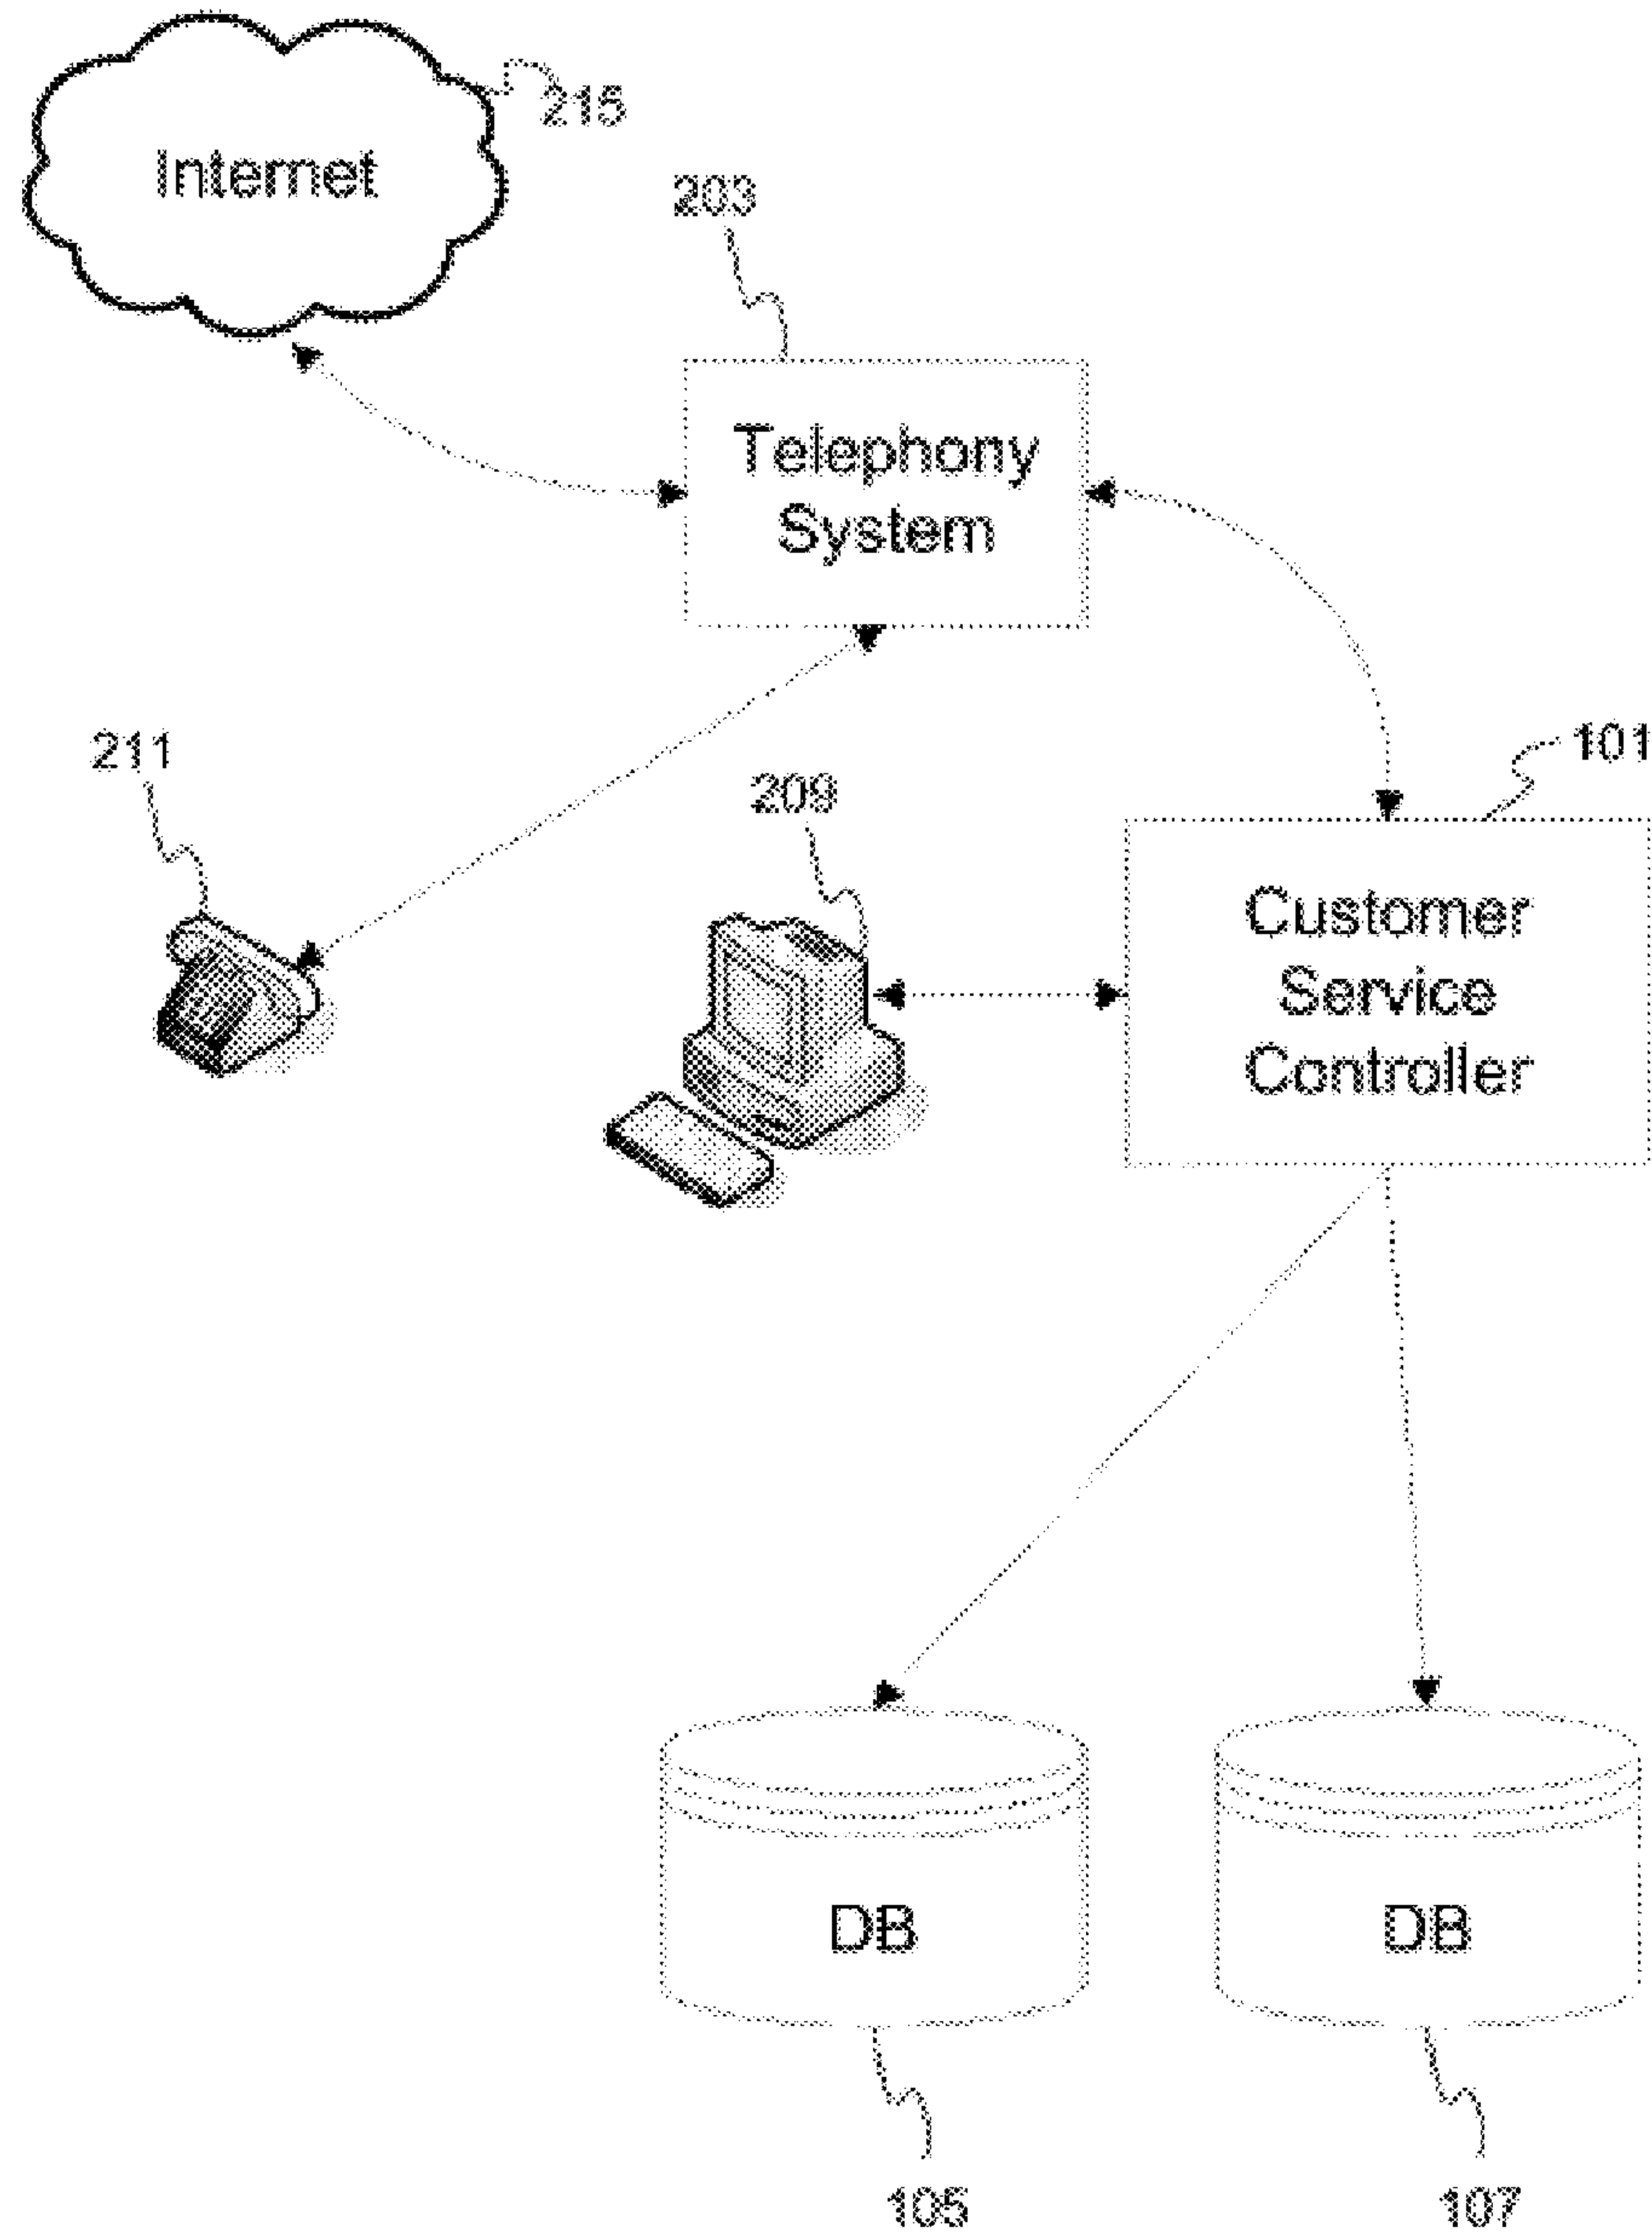 215
Internet
203
Telephony
System
211
209
101
Customer
Service
Controller
DB
DB
105
107